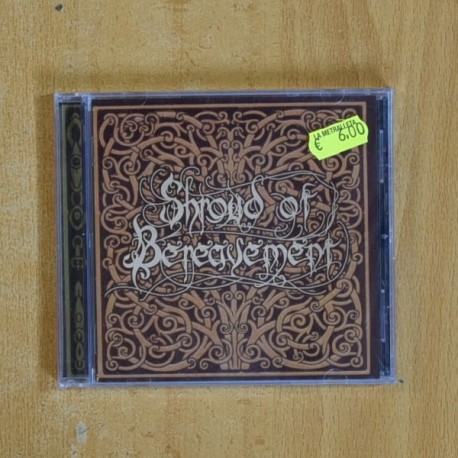 LA METRALLETA
€ 6,00
Shroud of
Bereavement